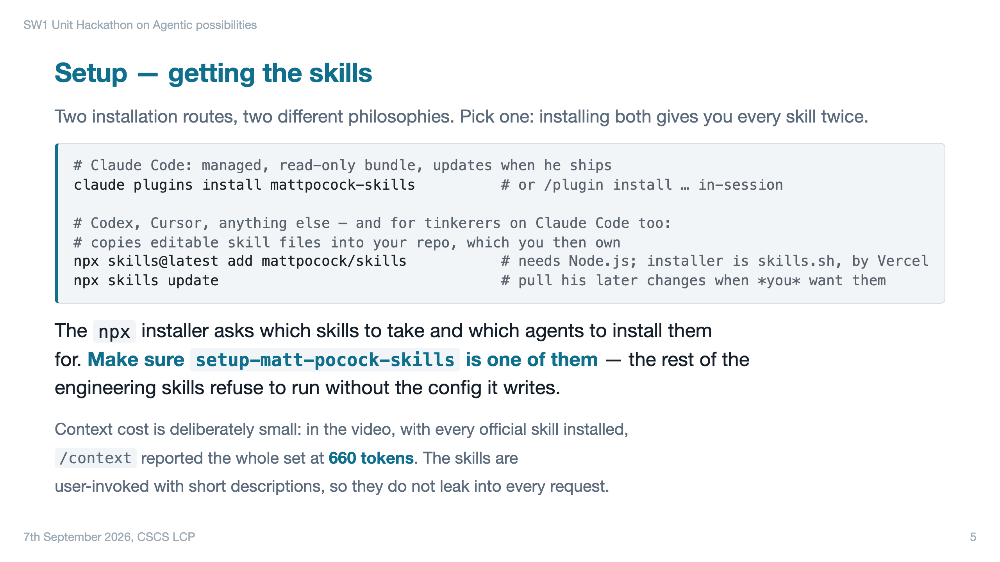 SW1 Unit Hackathon on Agentic possibilities
Setup — getting the skills
Two installation routes, two different philosophies. Pick one: installing both gives you every skill twice.
# Claude Code: managed, read-only bundle, updates when he ships
claude plugins install mattpocock-skills          # or /plugin install … in-session
# Codex, Cursor, anything else — and for tinkerers on Claude Code too:
# copies editable skill files into your repo, which you then own
npx skills@latest add mattpocock/skills           # needs Node.js; installer is skills.sh, by Vercel
npx skills update                                 # pull his later changes when *you* want them
The npx installer asks which skills to take and which agents to install them
for. Make sure setup-matt-pocock-skills is one of them — the rest of the
engineering skills refuse to run without the config it writes.
Context cost is deliberately small: in the video, with every official skill installed,
/context reported the whole set at 660 tokens. The skills are
user-invoked with short descriptions, so they do not leak into every request.
7th September 2026, CSCS LCP
5